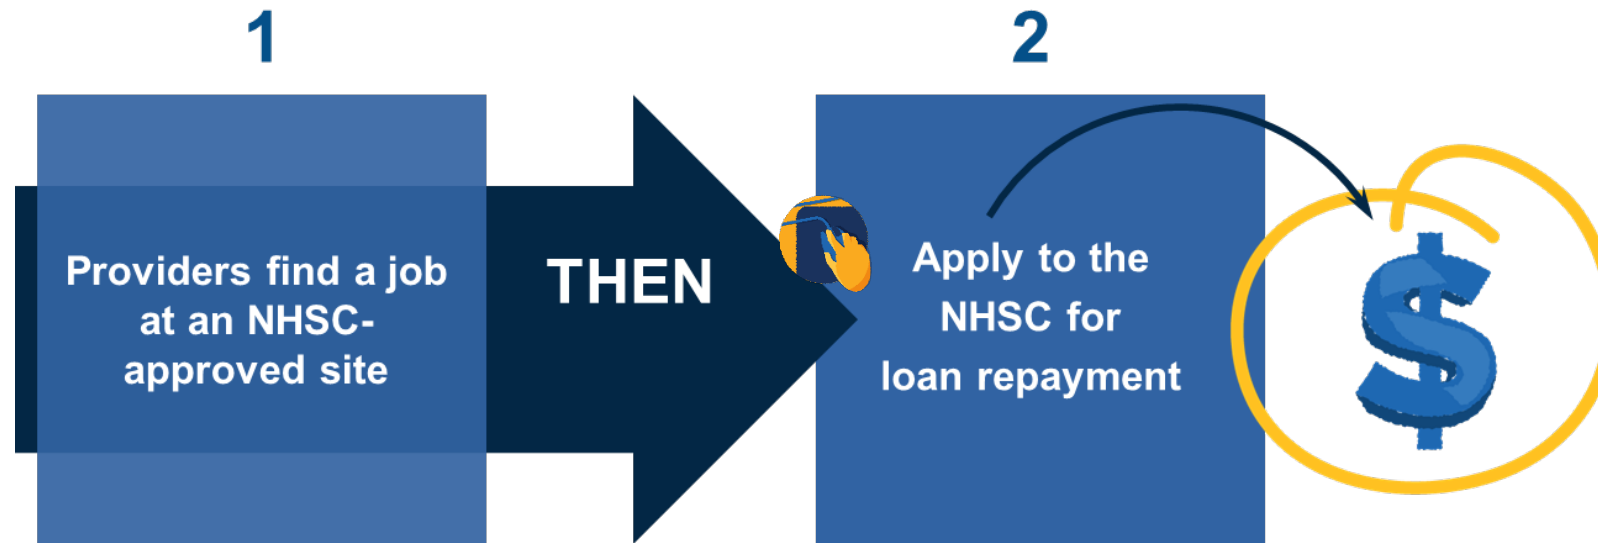 1
Providers find a job
at an NHSC-
approved site
THEN
2
Apply to the
NHSC for
loan repayment
$